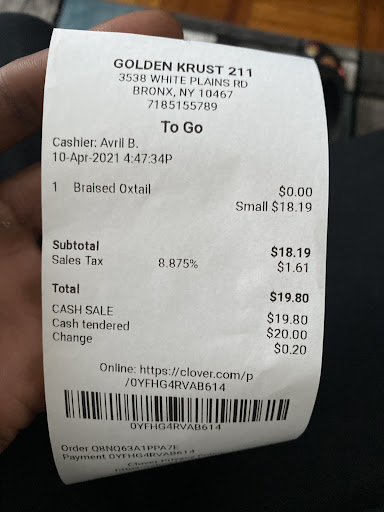 GOLDEN KRUST 211
3538 WHITE PLAINS RD
BRONX, NY 10467
7185155789
To Go
Cashier: Avril B.
10-Apr-2021 4:47:34P
1 Braised Oxtail $0.00
Small $18.19
Subtotal $18.19
Sales Tax 8.875% $1.61
Total $19.80
CASH SALE $19.80
Cash tendered $20.00
Change $0.20
Online: https://clover.com/p
/0YFHG4RVAB614
0YFHG4RVAB614
Order Q8NQ63A1PPA7E
Payment 0YFHG4RVAB614